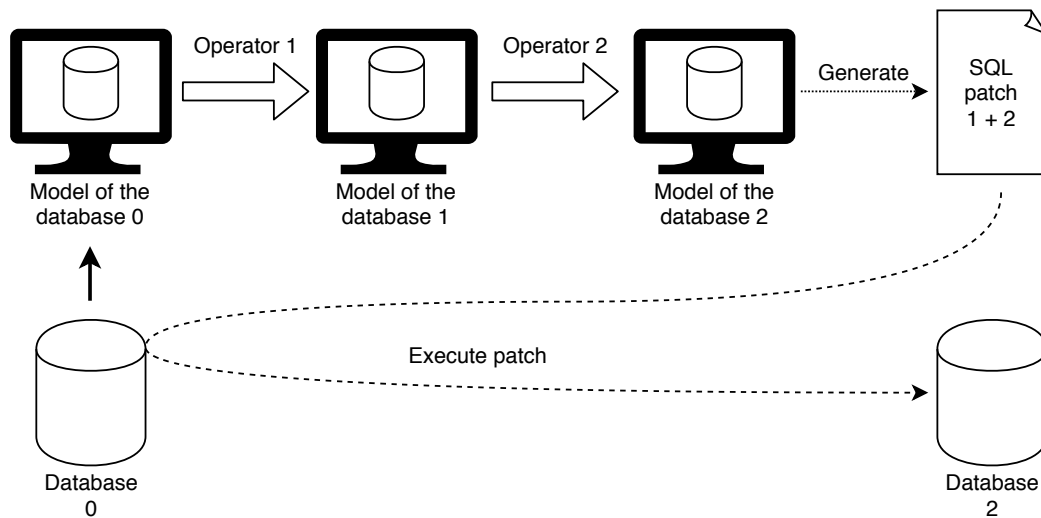 Operator 1
Operator 2
Generate
SQL
patch
1 + 2
Model of the
database 0
Model of the
database 1
Model of the
database 2
Execute patch
Database
0
Database
2